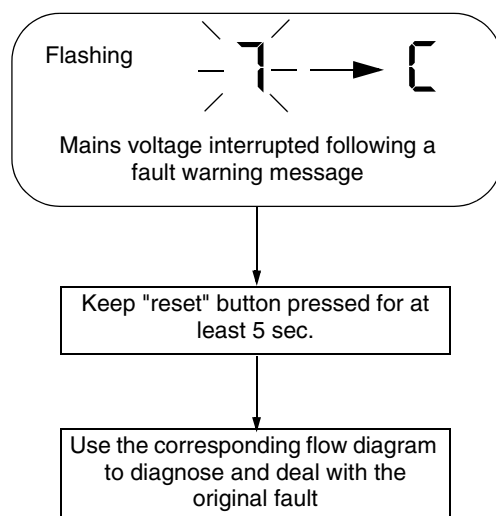 Flashing 7 C
Mains voltage interrupted following a
fault warning message
Keep "reset" button pressed for at
least 5 sec.
Use the corresponding flow diagram
to diagnose and deal with the
original fault